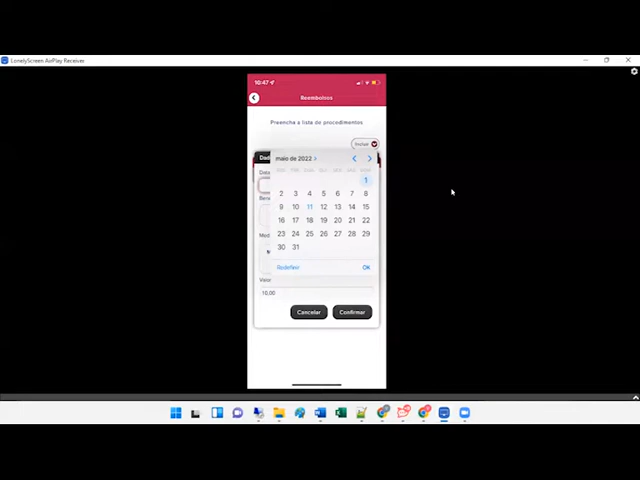 LonelyScreen AirPlay Receiver
10:47
Reembolsos
Preencha a lista de procedimentos
Incluir
maio de 2022
1
2 3 4 5 6 7 8
9 10 11 12 13 14 15
16 17 18 19 20 21 22
23 24 25 26 27 28 29
30 31
Redefinir OK
Valor
10,00
Cancelar Confirmar